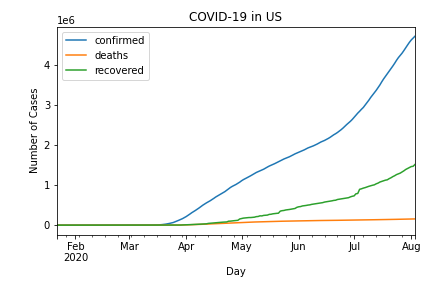 COVID-19 in US
1e6
confirmed
deaths
recovered
Number of Cases
4
3
2
1
0
Feb Mar Apr May Jun Jul Aug
2020
Day